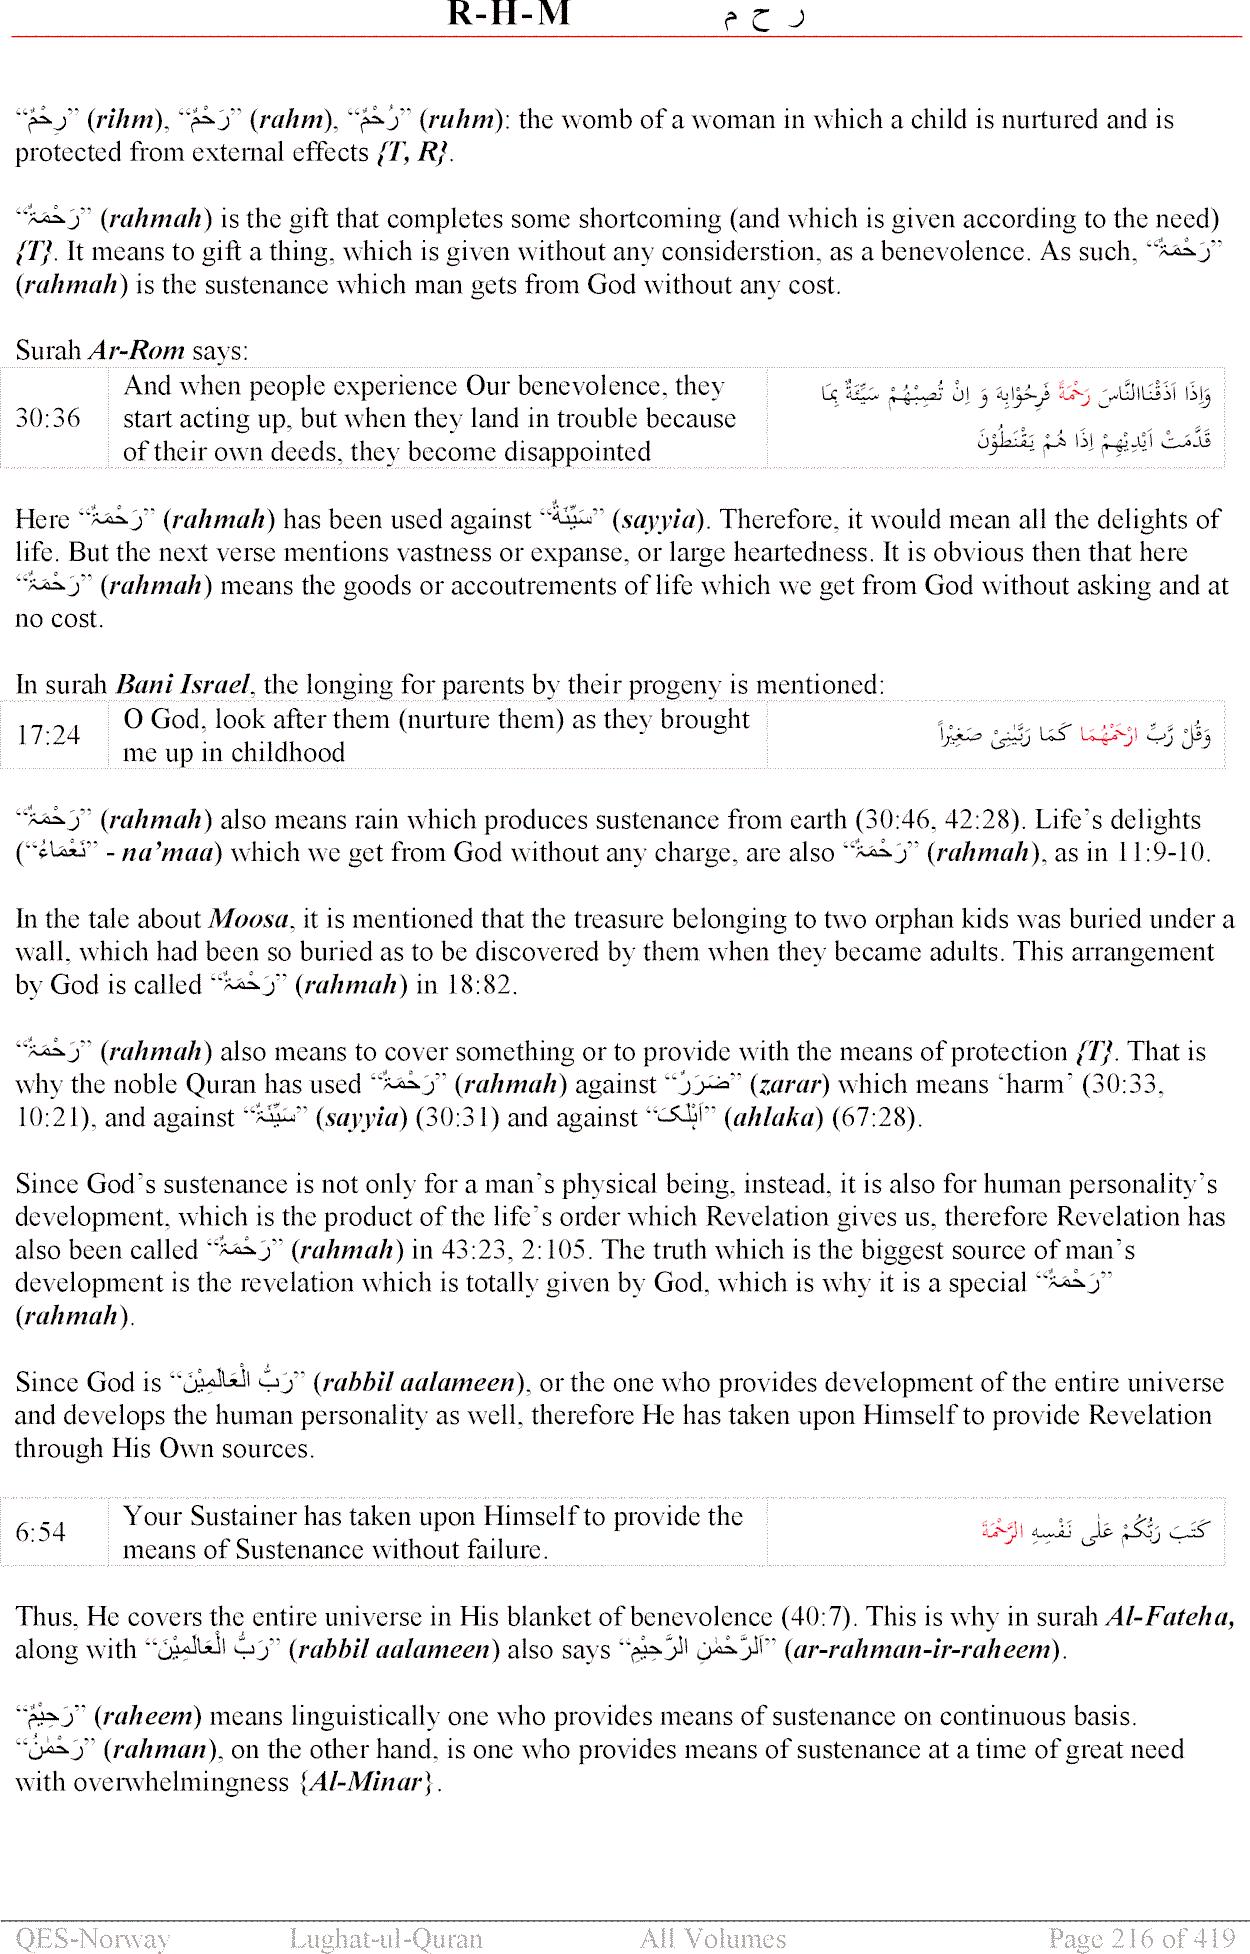 R-H-M ر ح م
“رِحْمٌ” (rihm), “رَحْمٌ” (rahm), “رُحْمٌ” (ruhm): the womb of a woman in which a child is nurtured and is
protected from external effects {T, R}.
“رَحْمَۃٌ” (rahmah) is the gift that completes some shortcoming (and which is given according to the need)
{T}. It means to gift a thing, which is given without any considerstion, as a benevolence. As such, “رَحْمَۃٌ”
(rahmah) is the sustenance which man gets from God without any cost.
Surah Ar-Rom says:
30:36 And when people experience Our benevolence, they
start acting up, but when they land in trouble because
of their own deeds, they become disappointed
وَاِذَا اَذَقْنَاالنَّاسَ رَحْمَةً فَرِحُوْابِهَا وَ اِنْ تُصِبْهُمْ سَيِّئَةٌ بِمَا
قَدَّمَتْ اَيْدِيْهِمْ اِذَا هُمْ يَقْنَطُوْنَ
Here “رَحْمَۃٌ” (rahmah) has been used against “سَيِّئَةٌ” (sayyia). Therefore, it would mean all the delights of
life. But the next verse mentions vastness or expanse, or large heartedness. It is obvious then that here
“رَحْمَۃٌ” (rahmah) means the goods or accoutrements of life which we get from God without asking and at
no cost.
In surah Bani Israel, the longing for parents by their progeny is mentioned:
17:24 O God, look after them (nurture them) as they brought
me up in childhood
وَقُلْ رَّبِّ ارْحَمْهُمَا كَمَا رَبَّيٰنِىْ صَغِيْراً
“رَحْمَۃٌ” (rahmah) also means rain which produces sustenance from earth (30:46, 42:28). Life’s delights
(“نَعْمَاءُ” - na’maa) which we get from God without any charge, are also “رَحْمَۃٌ” (rahmah), as in 11:9-10.
In the tale about Moosa, it is mentioned that the treasure belonging to two orphan kids was buried under a
wall, which had been so buried as to be discovered by them when they became adults. This arrangement
by God is called “رَحْمَۃٌ” (rahmah) in 18:82.
“رَحْمَۃٌ” (rahmah) also means to cover something or to provide with the means of protection {T}. That is
why the noble Quran has used “رَحْمَۃٌ” (rahmah) against “ضَرَرٌ” (zarar) which means ‘harm’ (30:33,
10:21), and against “سَيِّئَۃٌ” (sayyia) (30:31) and against “اَہْلَکَ” (ahlaka) (67:28).
Since God’s sustenance is not only for a man’s physical being, instead, it is also for human personality’s
development, which is the product of the life’s order which Revelation gives us, therefore Revelation has
also been called “رَحْمَۃٌ” (rahmah) in 43:23, 2:105. The truth which is the biggest source of man’s
development is the revelation which is totally given by God, which is why it is a special “رَحْمَۃٌ”
(rahmah).
Since God is “رَبُّ الْعَالَمِيْنَ” (rabbil aalameen), or the one who provides development of the entire universe
and develops the human personality as well, therefore He has taken upon Himself to provide Revelation
through His Own sources.
6:54 Your Sustainer has taken upon Himself to provide the
means of Sustenance without failure.
كَتَبَ رَبُّكُمْ عَلٰى نَفْسِهِ الرَّحْمَةَ
Thus, He covers the entire universe in His blanket of benevolence (40:7). This is why in surah Al-Fateha,
along with “رَبُّ الْعَالَمِيْنَ” (rabbil aalameen) also says “اَلرَّحْمٰنِ الرَّحِيْمِ” (ar-rahman-ir-raheem).
“رَحِيْمٌ” (raheem) means linguistically one who provides means of sustenance on continuous basis.
“رَحْمٰنُ” (rahman), on the other hand, is one who provides means of sustenance at a time of great need
with overwhelmingness {Al-Minar}.
QES-Norway Lughat-ul-Quran All Volumes Page 216 of 419